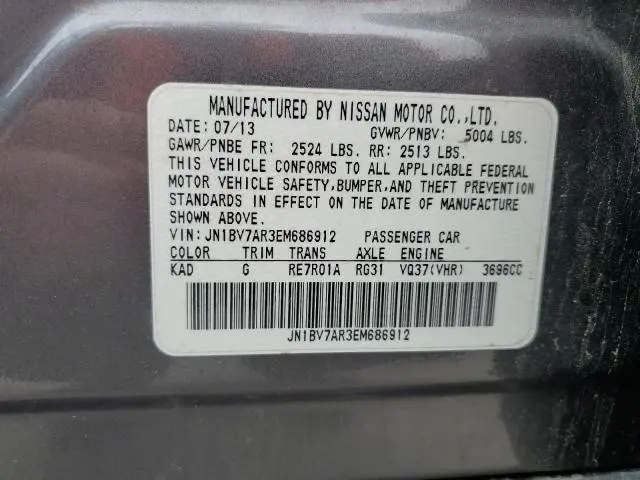 MANUFACTURED BY NISSAN MOTOR CO.,LTD.
DATE: 07/13 GVWR/PNBV: 5004 LBS.
GAWR/PNBE FR: 2524 LBS. RR: 2513 LBS.
THIS VEHICLE CONFORMS TO ALL APPLICABLE FEDERAL
MOTOR VEHICLE SAFETY,BUMPER,AND THEFT PREVENTION
STANDARDS IN EFFECT ON THE DATE OF MANUFACTURE
SHOWN ABOVE.
VIN: JN1BV7AR3EM686912 PASSENGER CAR
COLOR TRIM TRANS AXLE ENGINE
KAD G RE7R01A RG31 VQ37(VHR) 3696CC
JN1BV7AR3EM686912